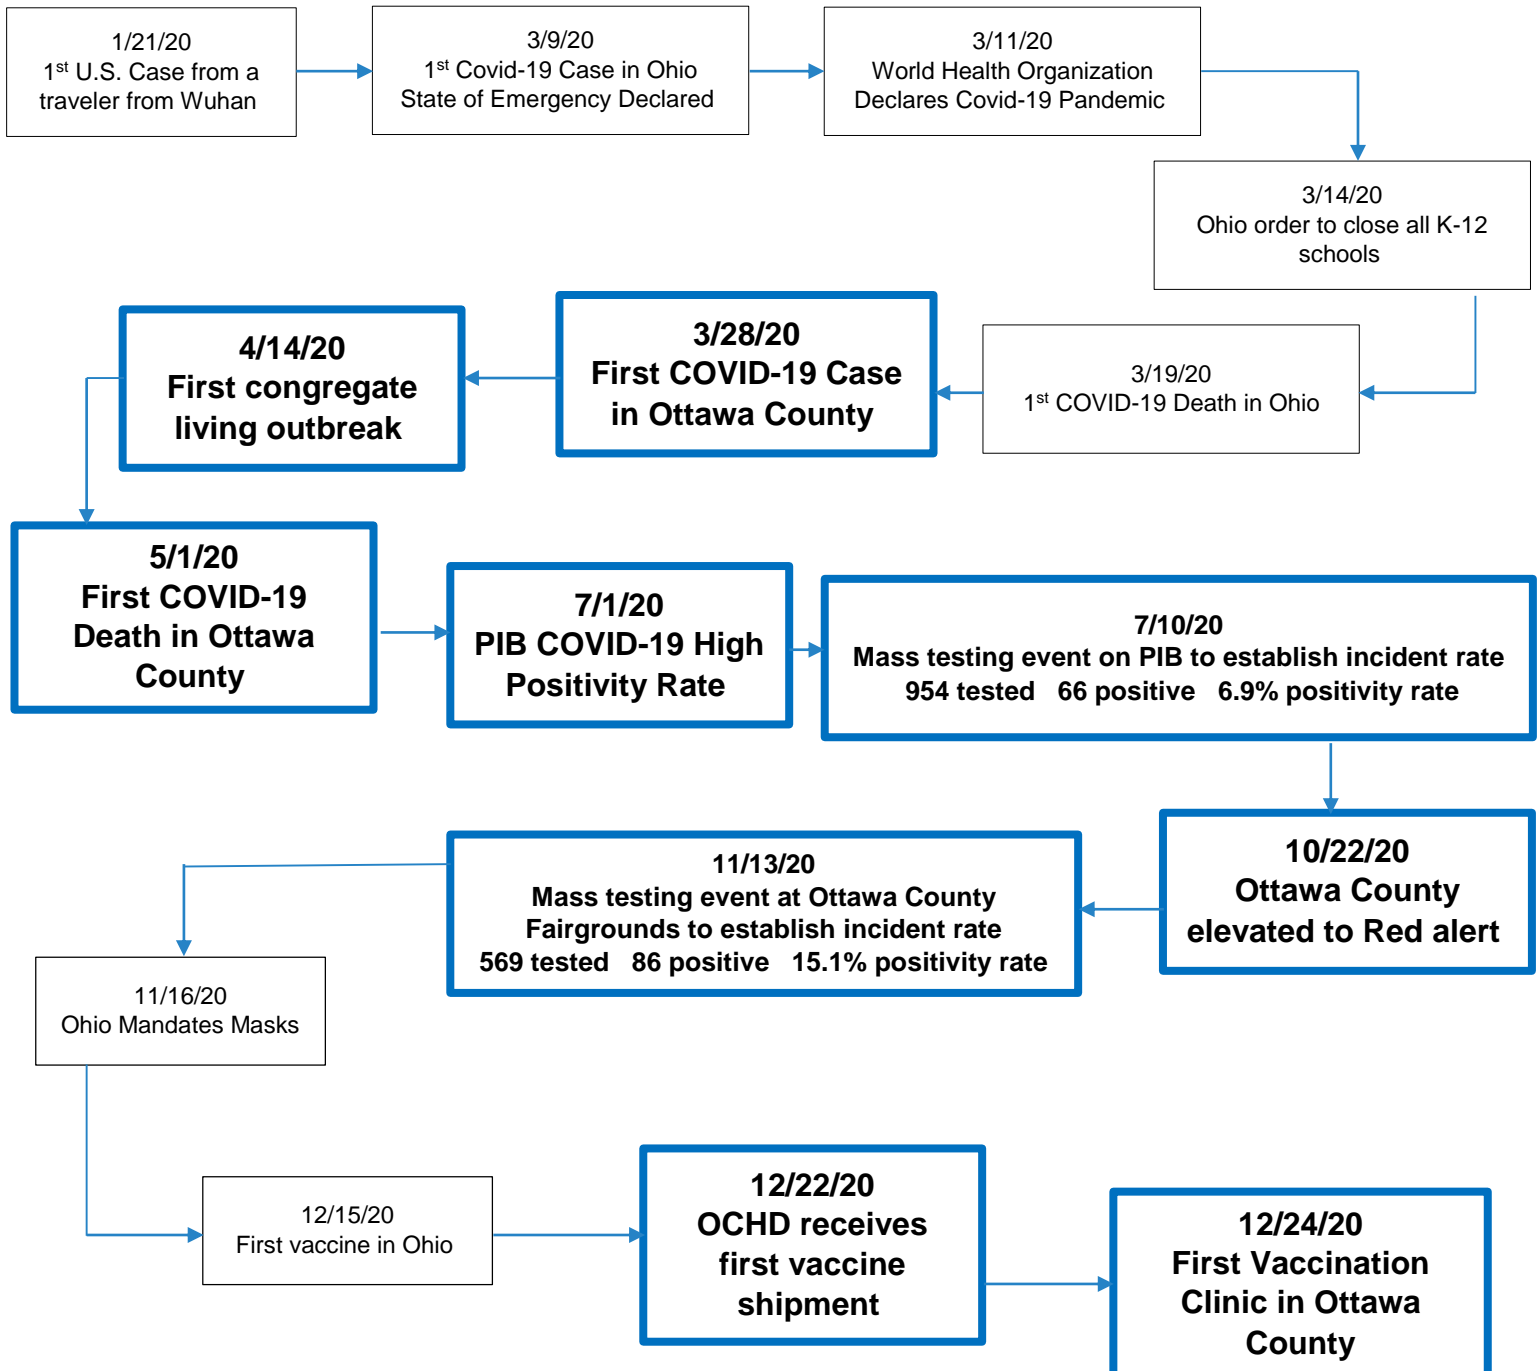 1/21/20
1st U.S. Case from a
traveler from Wuhan
3/9/20
1st Covid-19 Case in Ohio
State of Emergency Declared
3/11/20
World Health Organization
Declares Covid-19 Pandemic
3/14/20
Ohio order to close all K-12
schools
3/19/20
1st COVID-19 Death in Ohio
3/28/20
First COVID-19 Case
in Ottawa County
4/14/20
First congregate
living outbreak
5/1/20
First COVID-19
Death in Ottawa
County
7/1/20
PIB COVID-19 High
Positivity Rate
7/10/20
Mass testing event on PIB to establish incident rate
954 tested 66 positive 6.9% positivity rate
10/22/20
Ottawa County
elevated to Red alert
11/13/20
Mass testing event at Ottawa County
Fairgrounds to establish incident rate
569 tested 86 positive 15.1% positivity rate
11/16/20
Ohio Mandates Masks
12/15/20
First vaccine in Ohio
12/22/20
OCHD receives
first vaccine
shipment
12/24/20
First Vaccination
Clinic in Ottawa
County